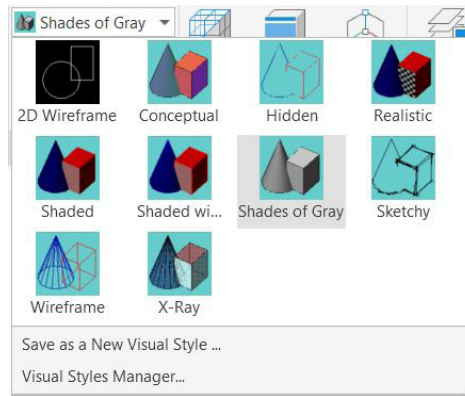 Shades of Gray
2D Wireframe Conceptual Hidden Realistic
Shaded Shaded wi... Shades of Gray Sketchy
Wireframe X-Ray
Save as a New Visual Style ...
Visual Styles Manager...